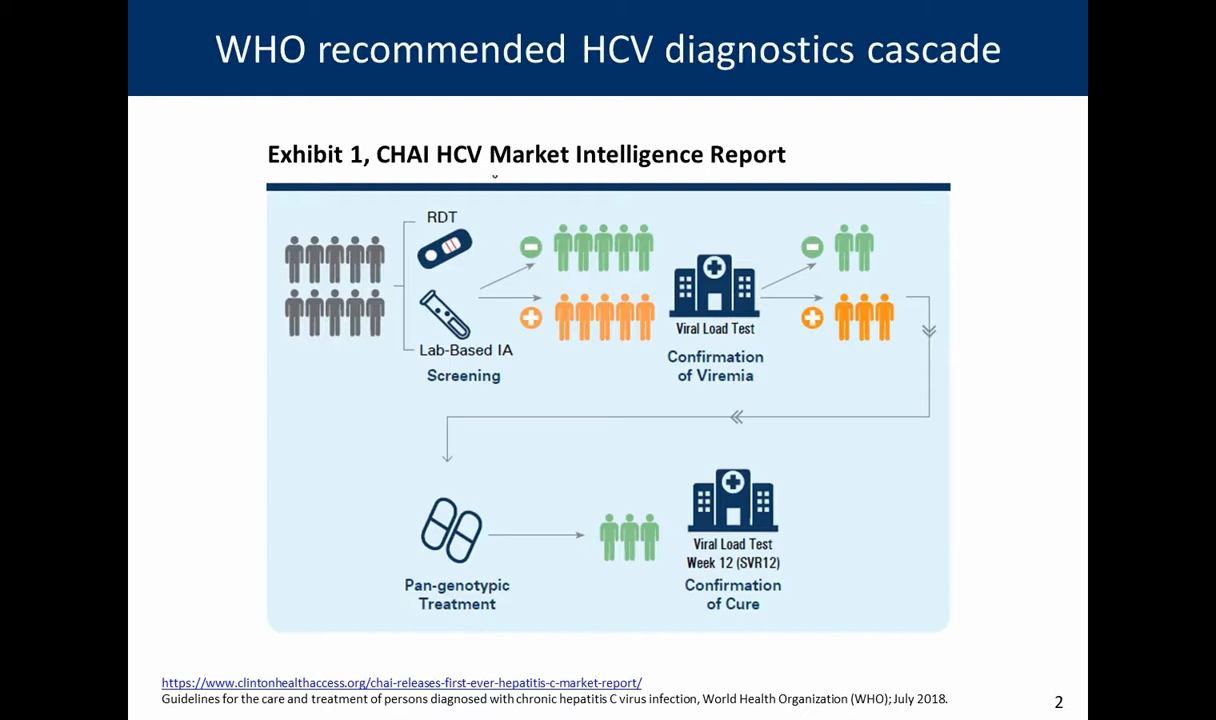 WHO recommended HCV diagnostics cascade
Exhibit 1, CHAI HCV Market Intelligence Report
RDT
Lab-Based IA
Screening
Viral Load Test
Confirmation
of Viremia
Pan-genotypic
Treatment
Viral Load Test
Week 12 (SVR12)
Confirmation
of Cure
https://www.clintonhealthaccess.org/chai-releases-first-ever-hepatitis-c-market-report/
Guidelines for the care and treatment of persons diagnosed with chronic hepatitis C virus infection, World Health Organization (WHO); July 2018.
2